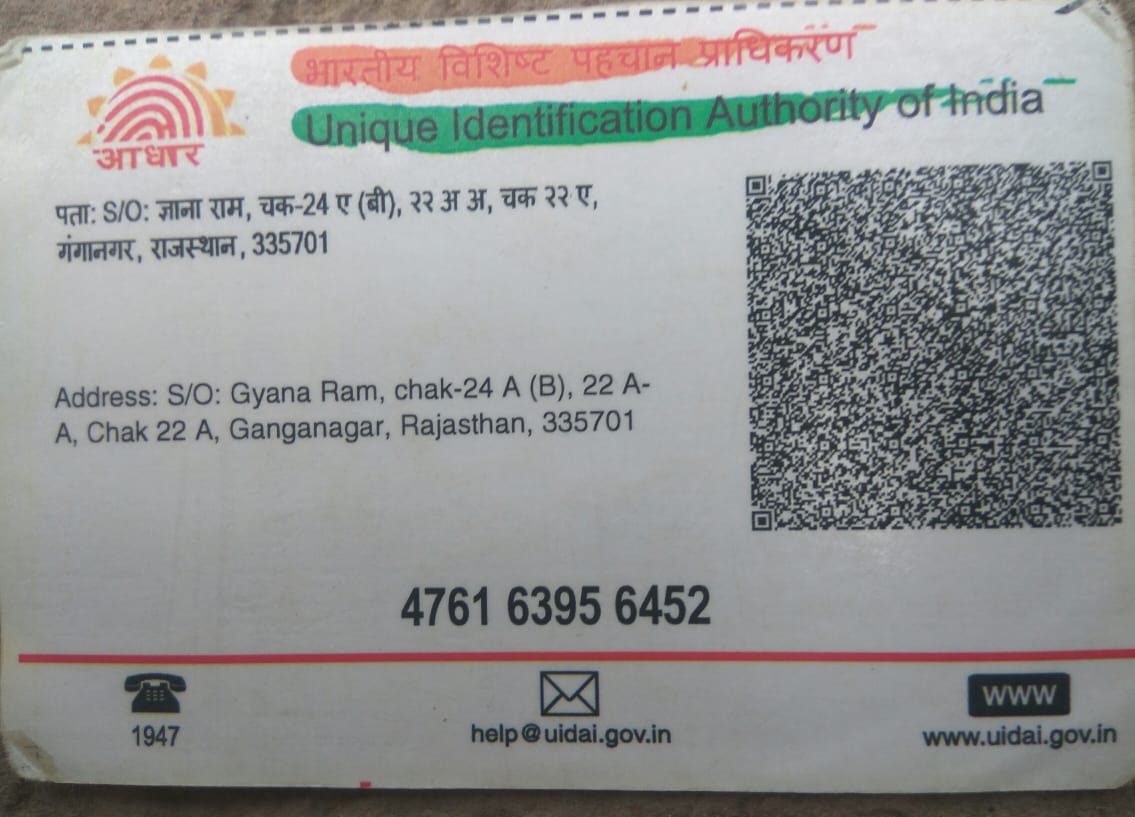 भारतीय विशिष्ट पहचान प्राधिकरण
Unique Identification Authority of India
आधार
पता: S/O: ज्ञाना राम, चक-24 ए (बी), २२ अ अ, चक २२ ए,
गंगानगर, राजस्थान, 335701
Address: S/O: Gyana Ram, chak-24 A (B), 22 A-
A, Chak 22 A, Ganganagar, Rajasthan, 335701
4761 6395 6452
1947
help@uidai.gov.in
WWW
www.uidai.gov.in